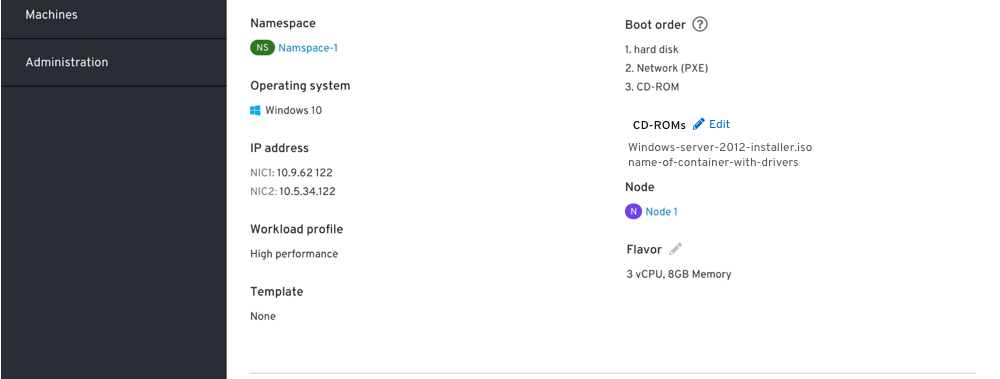 Machines
Administration
Namespace
NS Namspace-1
Operating system
Windows 10
IP address
NIC1: 10.9.62 122
NIC2: 10.5.34.122
Workload profile
High performance
Template
None
Boot order ?
1. hard disk
2. Network (PXE)
3. CD-ROM
CD-ROMs Edit
Windows-server-2012-installer.iso
name-of-container-with-drivers
Node
N Node 1
Flavor
3 vCPU, 8GB Memory